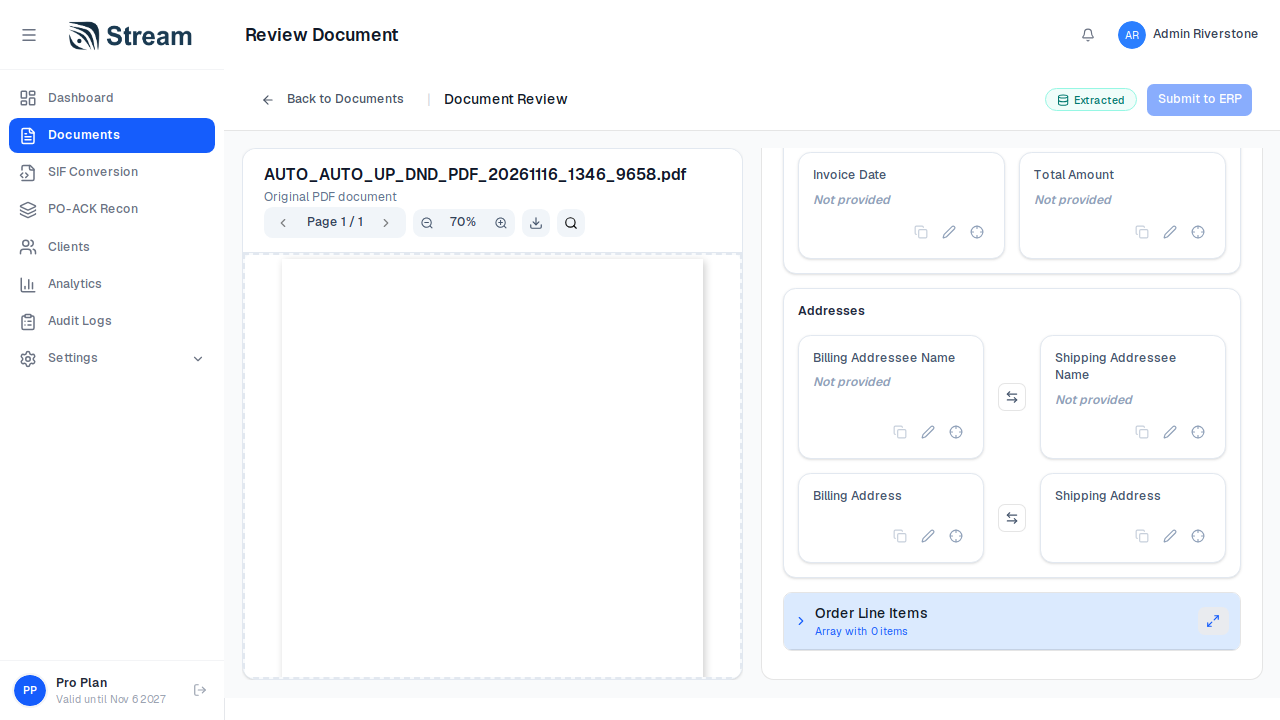 Stream
Review Document
AR
Admin Riverstone
Dashboard
Documents
SIF Conversion
PO-ACK Recon
Clients
Analytics
Audit Logs
Settings
Pro Plan
PP
Valid until Nov 6 2027
Back to Documents
Document Review
Extracted
Submit to ERP
AUTO_AUTO_UP_DND_PDF_20261116_1346_9658.pdf
Original PDF document
Page 1 / 1
70%
Invoice Date
Not provided
Total Amount
Not provided
Addresses
Billing Addressee Name
Not provided
Shipping Addressee
Name
Not provided
Billing Address
Shipping Address
Order Line Items
Array with 0 items